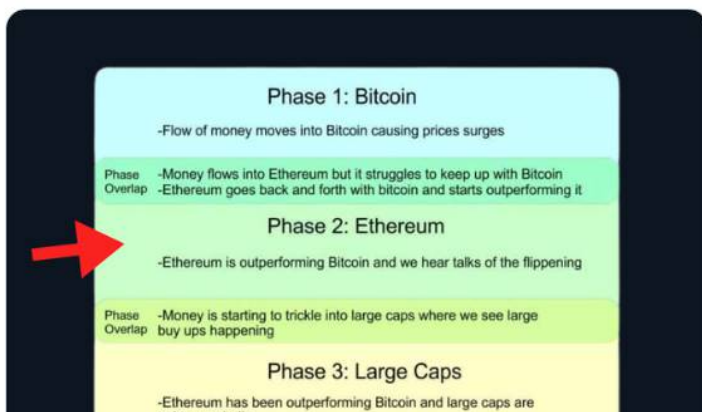 Phase 1: Bitcoin
-Flow of money moves into Bitcoin causing prices surges
Phase Overlap
-Money flows into Ethereum but it struggles to keep up with Bitcoin
-Ethereum goes back and forth with bitcoin and starts outperforming it
Phase 2: Ethereum
-Ethereum is outperforming Bitcoin and we hear talks of the flippening
Phase Overlap
-Money is starting to trickle into large caps where we see large
buy ups happening
Phase 3: Large Caps
-Ethereum has been outperforming Bitcoin and large caps are